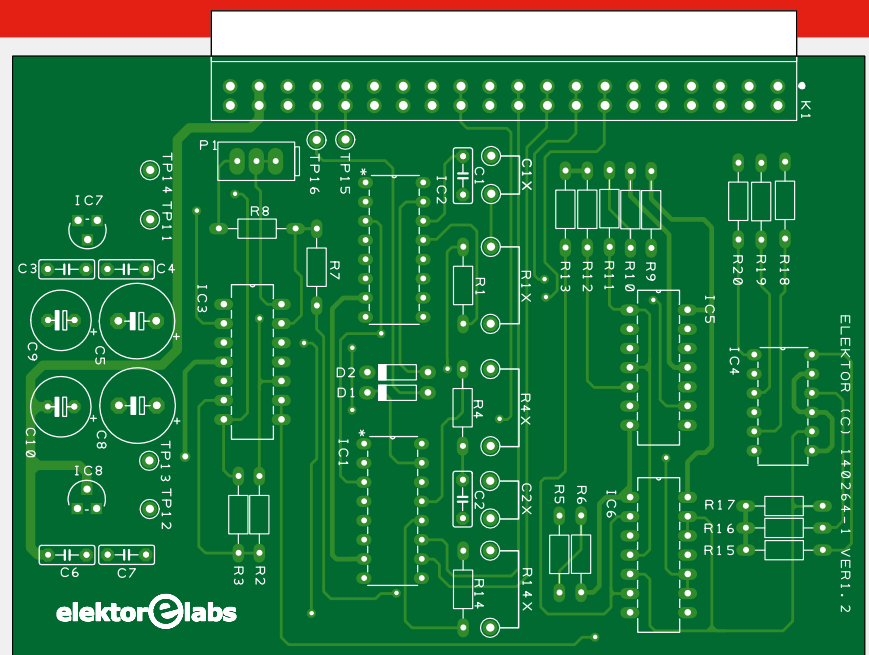 K1
P1
TP16
TP15
TP14
TP11
IC7
IC2
C1
C1X
R8
C3
C4
R7
IC3
R1
R1X
R13
R12
R11
R10
R9
R20
R19
R18
IC5
IC4
C9
C5
D2
D1
R4
R4X
C10
C8
TP13
TP12
IC1
IC8
C2
C2X
R5
R6
IC6
R17
R16
R15
C6
C7
R3
R2
R14
R14X
elektor e labs
ELEKTOR (C) 140264-1 VER1.2